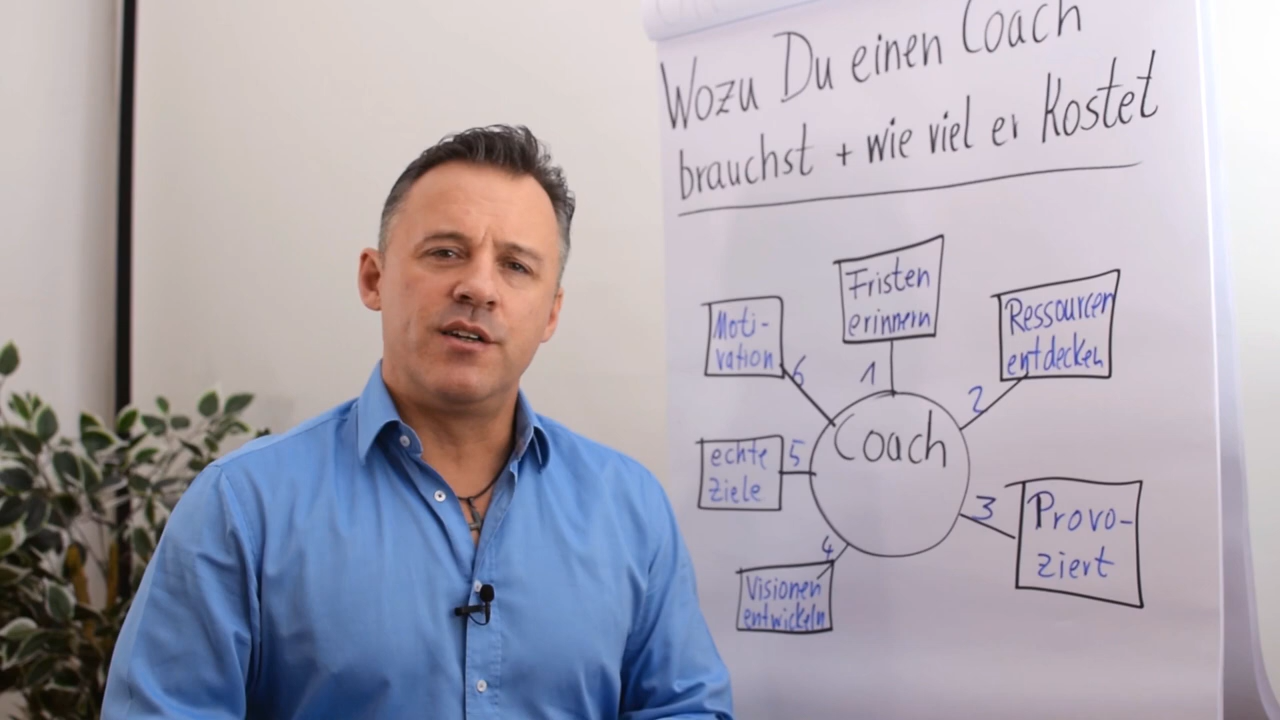 Wozu Du einen Coach
brauchst + wie viel er Kostet
Fristen
erinnern
1
Ressourcen
entdecken
2
Provo-
ziert
3
Visionen
entwickeln
4
echte
Ziele
5
Moti-
vation
6
Coach